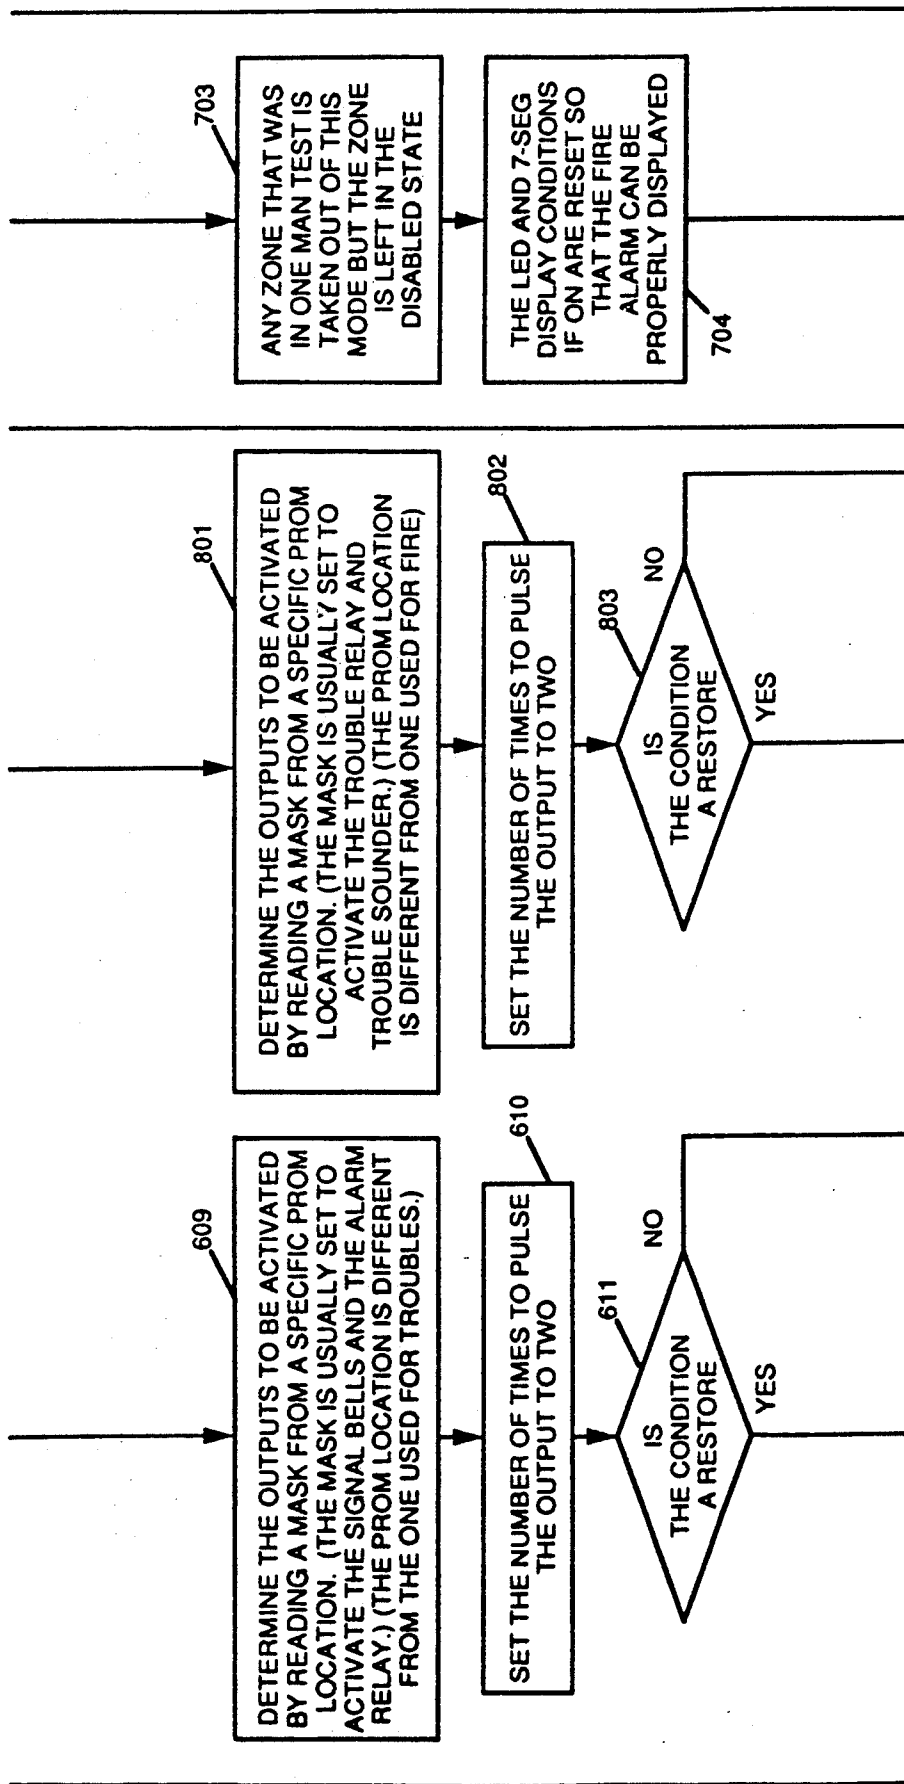 609
DETERMINE THE OUTPUTS TO BE ACTIVATED
BY READING A MASK FROM A SPECIFIC PROM
LOCATION. (THE MASK IS USUALLY SET TO
ACTIVATE THE SIGNAL BELLS AND THE ALARM
RELAY.) (THE PROM LOCATION IS DIFFERENT
FROM THE ONE USED FOR TROUBLES.)
610
SET THE NUMBER OF TIMES TO PULSE
THE OUTPUT TO TWO
611
IS
THE CONDITION
A RESTORE
NO
YES
801
DETERMINE THE OUTPUTS TO BE ACTIVATED
BY READING A MASK FROM A SPECIFIC PROM
LOCATION. (THE MASK IS USUALLY SET TO
ACTIVATE THE TROUBLE RELAY AND
TROUBLE SOUNDER.) (THE PROM LOCATION
IS DIFFERENT FROM ONE USED FOR FIRE)
802
SET THE NUMBER OF TIMES TO PULSE
THE OUTPUT TO TWO
803
IS
THE CONDITION
A RESTORE
NO
YES
703
ANY ZONE THAT WAS
IN ONE MAN TEST IS
TAKEN OUT OF THIS
MODE BUT THE ZONE
IS LEFT IN THE
DISABLED STATE
THE LED AND 7-SEG
DISPLAY CONDITIONS
IF ON ARE RESET SO
THAT THE FIRE
ALARM CAN BE
PROPERLY DISPLAYED
704